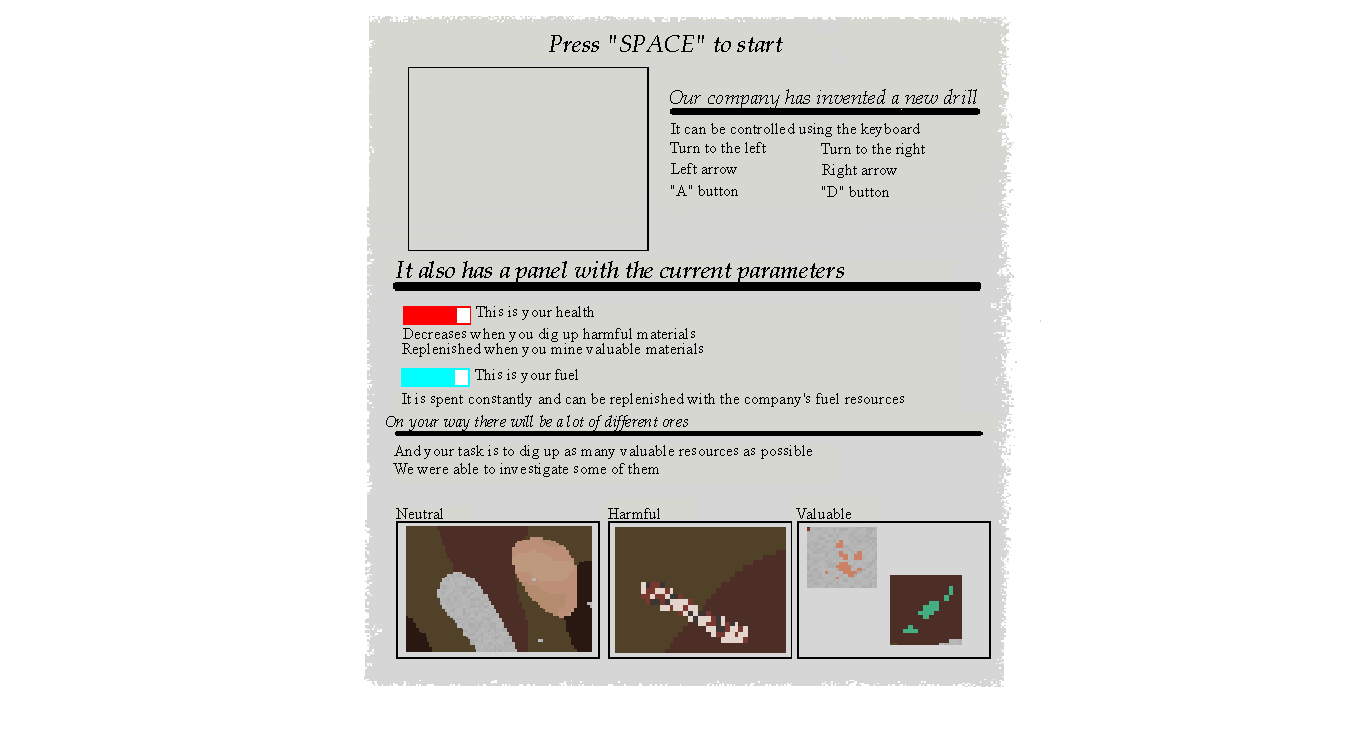 Press "SPACE" to start
Our company has invented a new drill
It can be controlled using the keyboard
Turn to the left
Turn to the right
Left arrow
Right arrow
"A" button
"D" button
It also has a panel with the current parameters
This is your health
Decreases when you dig up harmful materials
Replenished when you mine valuable materials
This is your fuel
It is spent constantly and can be replenished with the company's fuel resources
On your way there will be a lot of different ores
And your task is to dig up as many valuable resources as possible
We were able to investigate some of them
Neutral
Harmful
Valuable